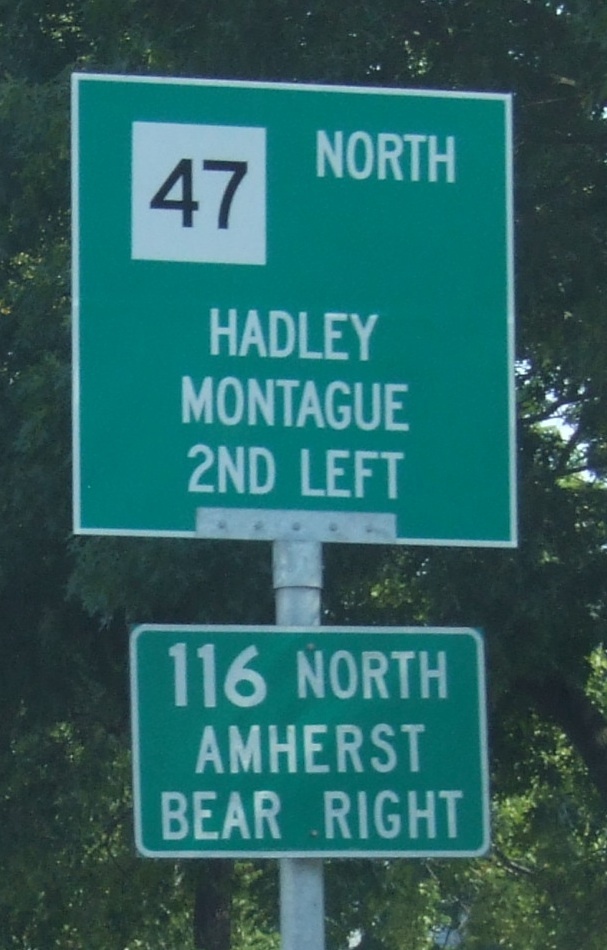 47 NORTH
HADLEY
MONTAGUE
2ND LEFT
116 NORTH
AMHERST
BEAR RIGHT